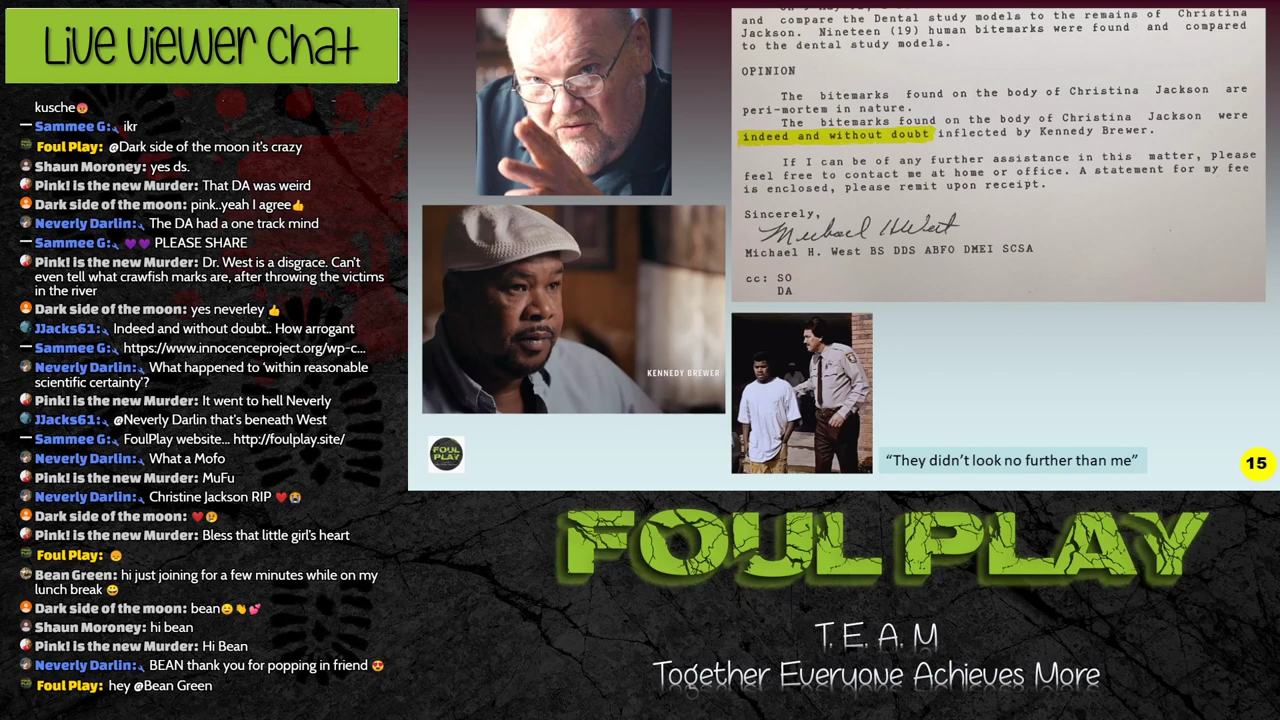 Live viewer chat
kusche😡
Sammee G: ikr
Foul Play: @Dark side of the moon it's crazy
Shaun Moroney: yes ds.
Pink! is the new Murder: That DA was weird
Dark side of the moon: pink..yeah I agree👍
Neverly Darlin: The DA had a one track mind
Sammee G: 💜💜 PLEASE SHARE
Pink! is the new Murder: Dr. West is a disgrace. Can't
even tell what crawfish marks are, after throwing the victims
in the river
Dark side of the moon: yes neverley 👍
JJacks61: Indeed and without doubt.. How arrogant
Sammee G: https://www.innocenceproject.org/wp-c...
Neverly Darlin: What happened to 'within reasonable
scientific certainty'?
Pink! is the new Murder: It went to hell Neverly
JJacks61: @Neverly Darlin that's beneath West
Sammee G: FoulPlay website... http://foulplay.site/
Neverly Darlin: What a Mofo
Pink! is the new Murder: MuFu
Neverly Darlin: Christine Jackson RIP ❤️😭
Dark side of the moon: ❤️😢
Pink! is the new Murder: Bless that little girl's heart
Foul Play: 😞
Bean Green: hi just joining for a few minutes while on my
lunch break 😀
Dark side of the moon: bean😊👋💕
Shaun Moroney: hi bean
Pink! is the new Murder: Hi Bean
Neverly Darlin: BEAN thank you for popping in friend 😍
Foul Play: hey @Bean Green
and compare the Dental study models to the remains of Christina
Jackson. Nineteen (19) human bitemarks were found and compared
to the dental study models.
OPINION
The bitemarks found on the body of Christina Jackson are
peri-mortem in nature.
The bitemarks found on the body of Christina Jackson were
indeed and without doubt inflected by Kennedy Brewer.
If I can be of any further assistance in this matter, please
feel free to contact me at home or office. A statement for my fee
is enclosed, please remit upon receipt.
Sincerely,
Michael H West
Michael H. West BS DDS ABFO DMEI SCSA
cc: SO
DA
KENNEDY BREWER
FOUL
PLAY
"They didn't look no further than me"
15
FOUL PLAY
T. E. A. M
Together Everyone Achieves More